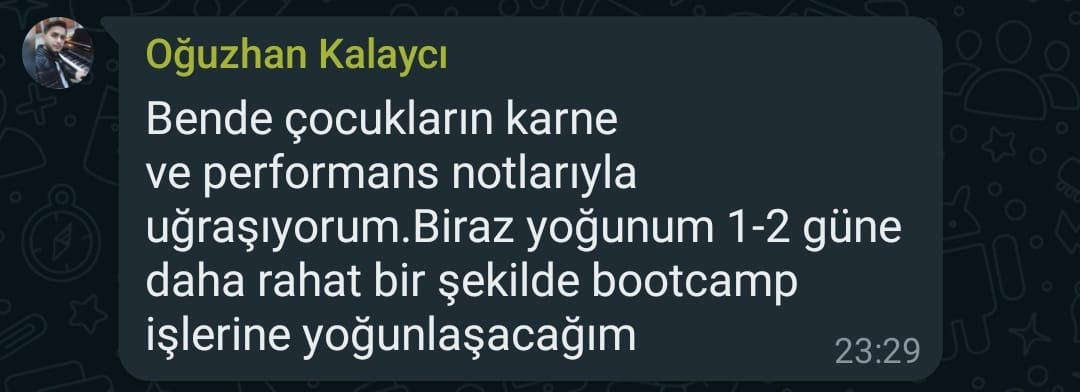 Oğuzhan Kalaycı
Bende çocukların karne
ve performans notlarıyla
uğraşıyorum.Biraz yoğunum 1-2 güne
daha rahat bir şekilde bootcamp
işlerine yoğunlaşacağım
23:29